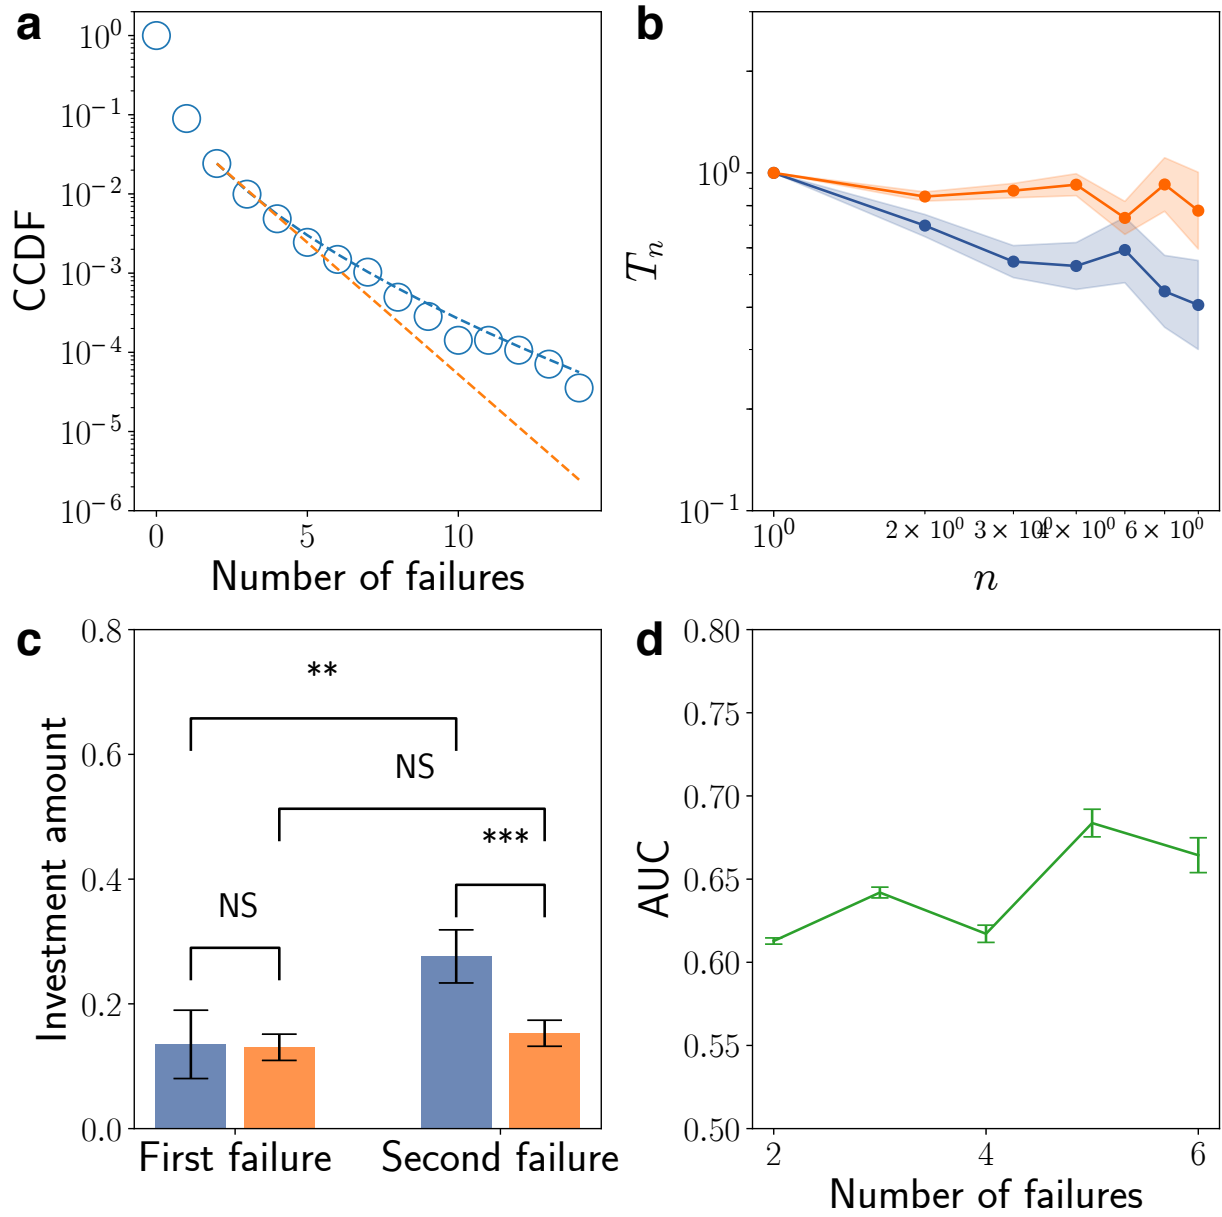 a
10^0
10^-1
10^-2
10^-3
10^-4
10^-5
10^-6
CCDF
0 5 10
Number of failures
b
10^0
10^-1
T_n
10^0 2 × 10^0 3 × 10^0 4 × 10^0 6 × 10^0
n
c
0.8
0.6
0.4
0.2
0.0
Investment amount
**
NS
***
NS
First failure Second failure
d
0.80
0.75
0.70
0.65
0.60
0.55
0.50
AUC
2 4 6
Number of failures